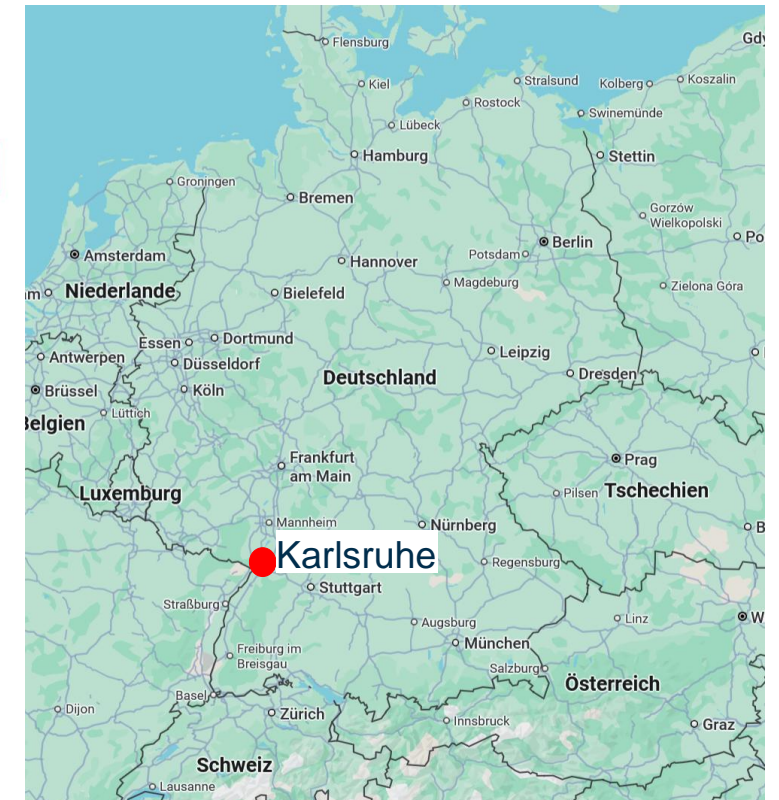 Flensburg
Gdy
Kiel
Stralsund
Kolberg
Koszalin
Rostock
Swinemünde
Lübeck
Hamburg
Stettin
Groningen
Bremen
Gorzów
Wielkopolski
Amsterdam
Hannover
Potsdam
Berlin
Po
m
Niederlande
Bielefeld
Magdeburg
Zielona Góra
Essen
Dortmund
Antwerpen
Düsseldorf
Leipzig
Brüssel
Köln
Deutschland
Dresden
Lüttich
Belgien
Frankfurt
am Main
Prag
Luxemburg
Pilsen
Tschechien
Mannheim
Nürnberg
B
Karlsruhe
Regensburg
Stuttgart
Straßburg
Augsburg
Linz
W
Freiburg im
Breisgau
München
Salzburg
Österreich
Basel
Dijon
Zürich
Innsbruck
Graz
Schweiz
Lausanne